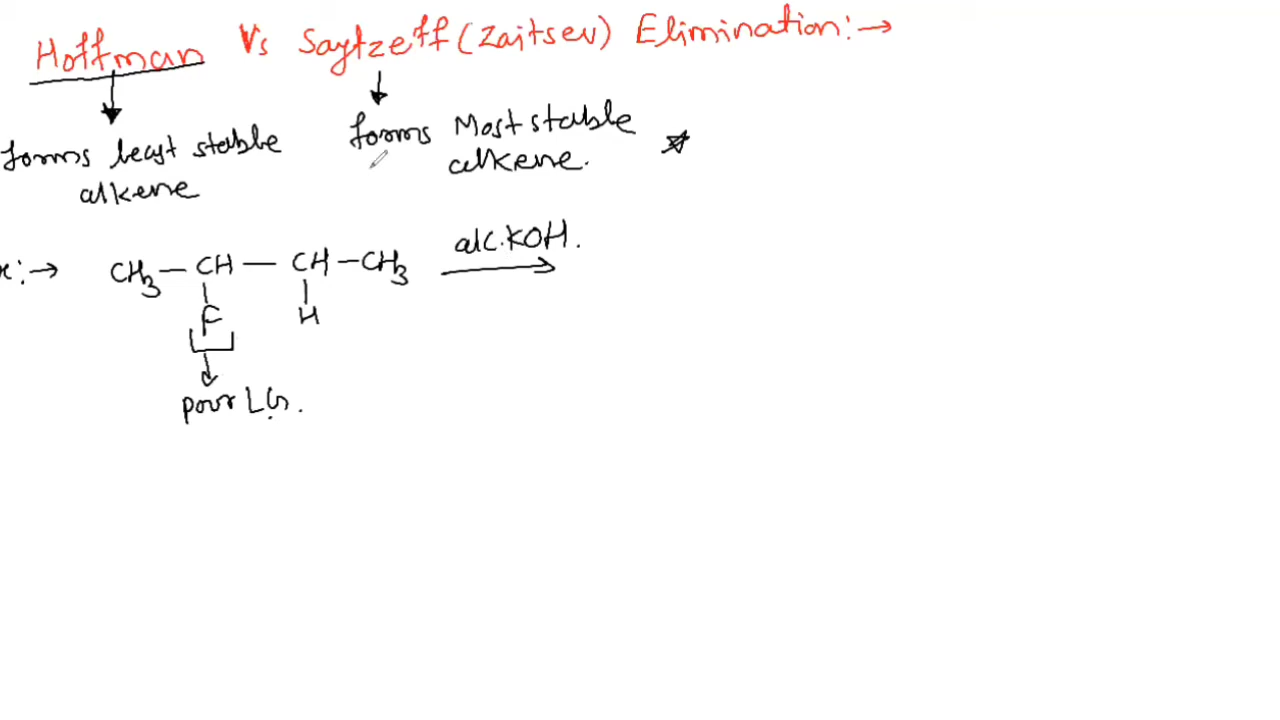 Hoffman Vs Saytzeff (Zaitsev) Elimination:→
forms least stable alkene
forms Most stable alkene.
x:→ CH3 — CH — CH — CH3 alc. KOH.
F H
poor LG.